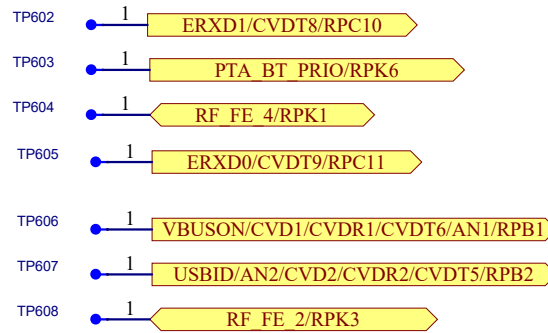 TP602 1 ERXD1/CVDT8/RPC10
TP603 1 PTA_BT_PRIO/RPK6
TP604 1 RF_FE_4/RPK1
TP605 1 ERXD0/CVDT9/RPC11
TP606 1 VBUSON/CVD1/CVDR1/CVDT6/AN1/RPB1
TP607 1 USBID/AN2/CVD2/CVDR2/CVDT5/RPB2
TP608 1 RF_FE_2/RPK3